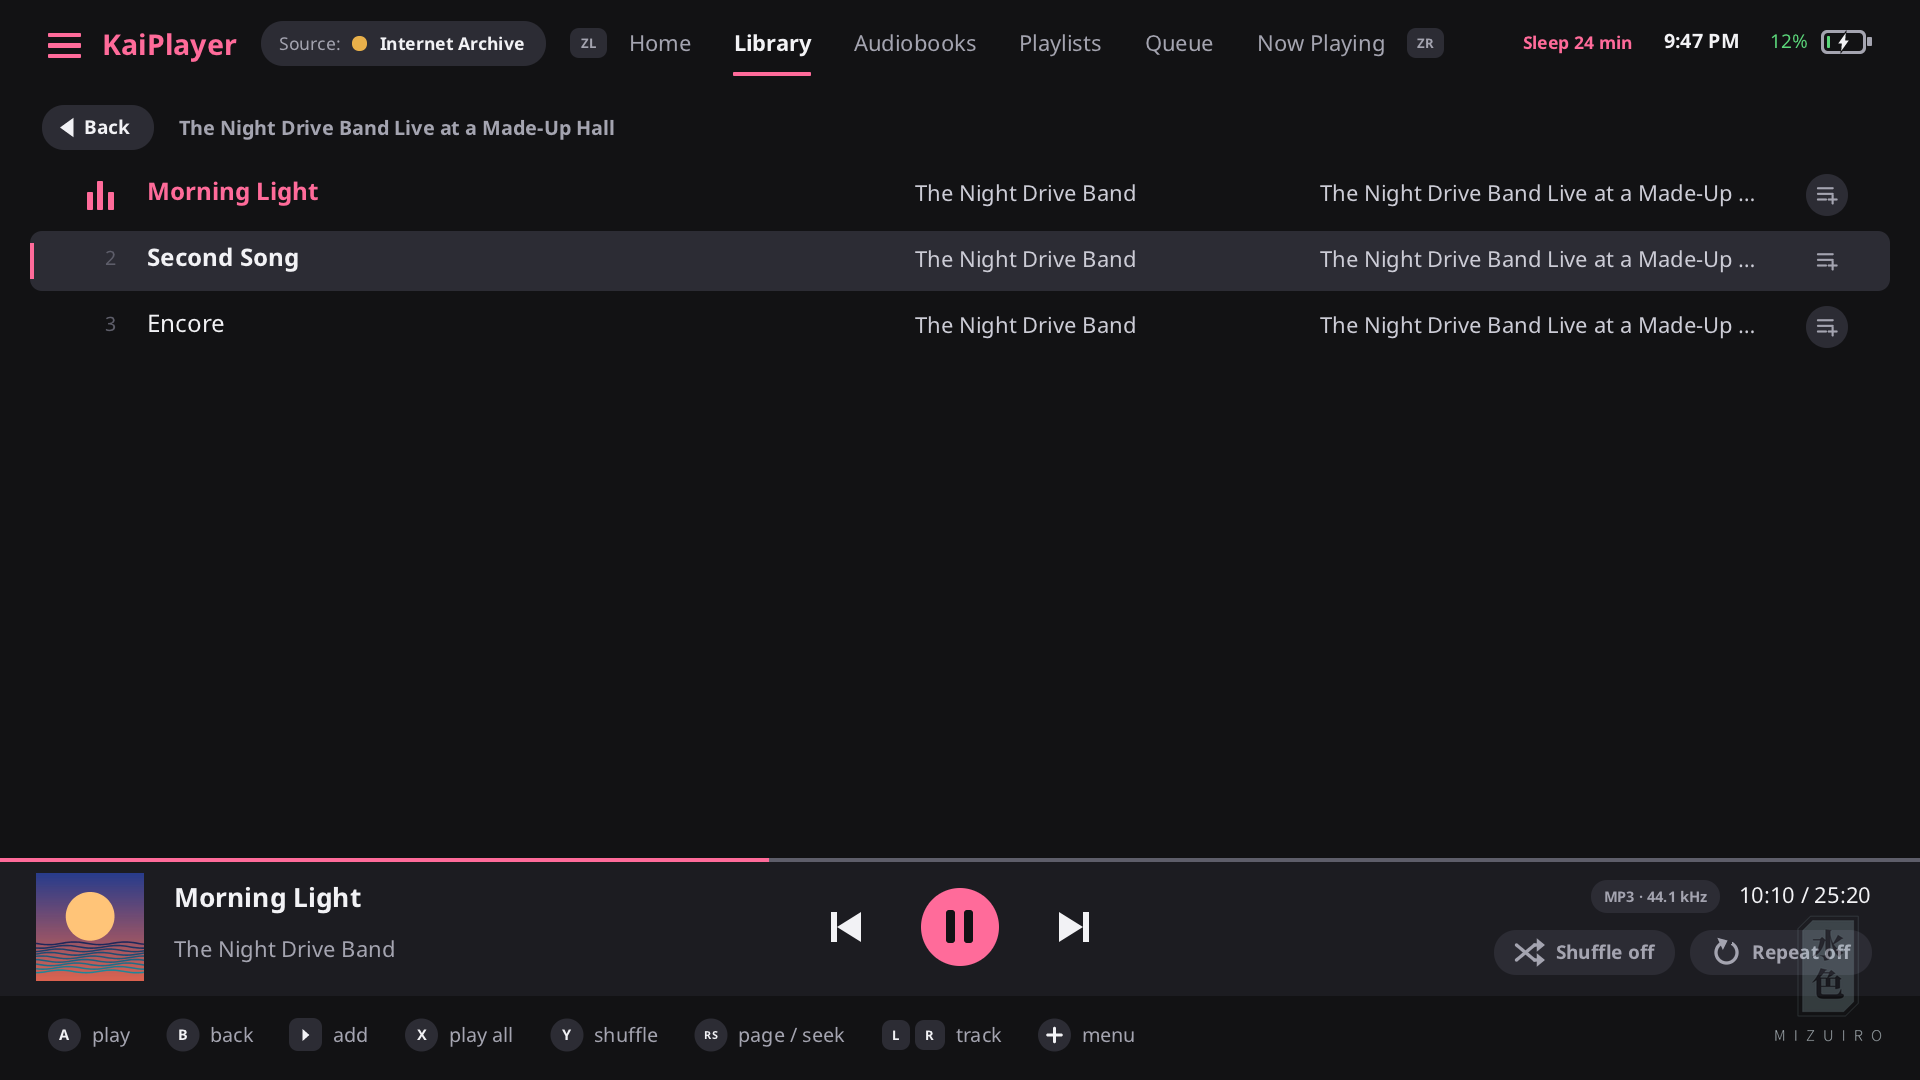 KaiPlayer Source: Internet Archive ZL Home Library Audiobooks Playlists Queue Now Playing ZR Sleep 24 min 9:47 PM 12%
Back The Night Drive Band Live at a Made-Up Hall
Morning Light The Night Drive Band The Night Drive Band Live at a Made-Up ...
2 Second Song The Night Drive Band The Night Drive Band Live at a Made-Up ...
3 Encore The Night Drive Band The Night Drive Band Live at a Made-Up ...
Morning Light MP3 · 44.1 kHz 10:10 / 25:20
The Night Drive Band Shuffle off Repeat off
水色
A play B back add X play all Y shuffle RS page / seek L R track menu MIZUIRO